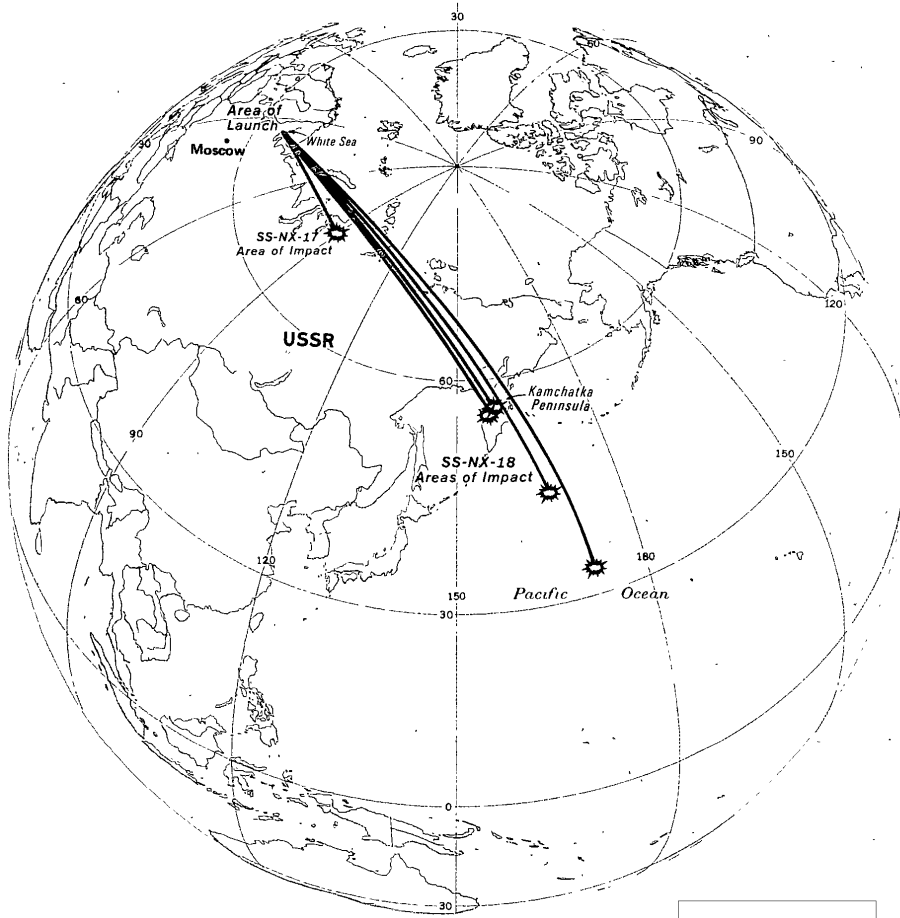 30
60
Area of
Launch
White Sea
30
Moscow
90
SS-NX-17
Area of Impact
60
120
USSR
60
Kamchatka
Peninsula
90
150
SS-NX-18
Areas of Impact
120
180
150
Pacific Ocean
30
0
30